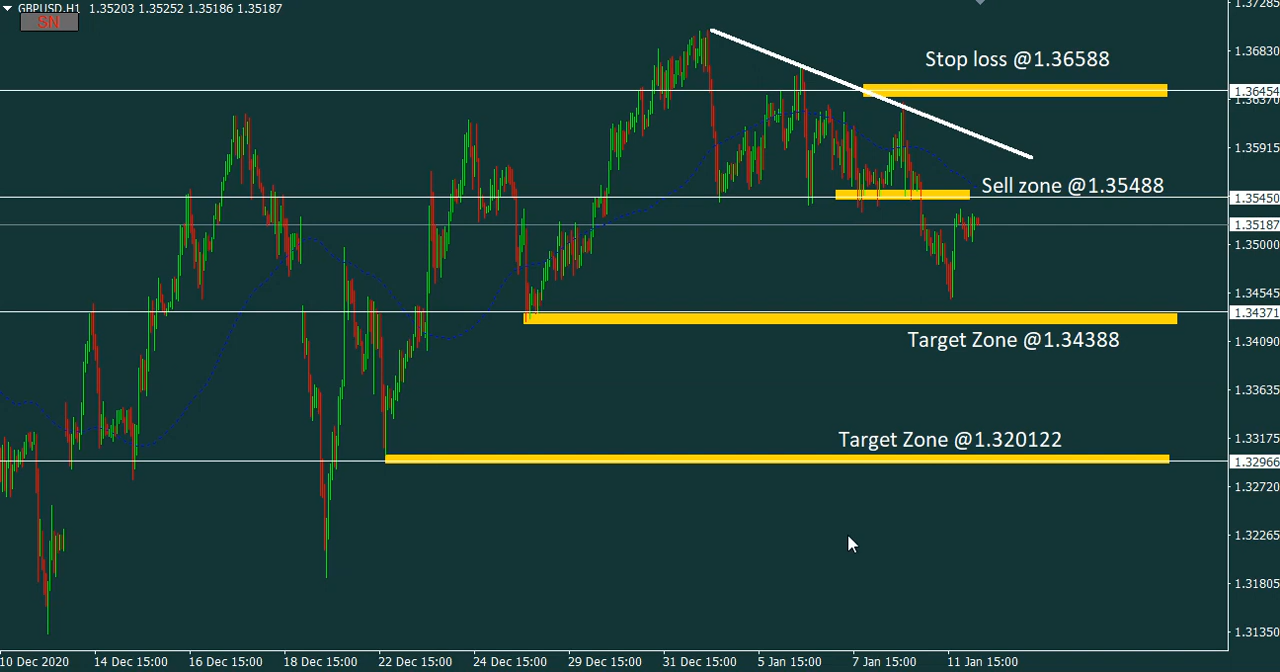 GBPUSD,H1 1.35203 1.35252 1.35186 1.35187
SN
1.37285
1.36830
Stop loss @1.36588
1.36454
1.36370
1.35915
Sell zone @1.35488
1.35450
1.35187
1.35000
1.34545
1.34371
Target Zone @1.34388
1.34090
1.33635
1.33175
Target Zone @1.320122
1.32966
1.32720
1.32265
1.31805
1.31350
10 Dec 2020 14 Dec 15:00 16 Dec 15:00 18 Dec 15:00 22 Dec 15:00 24 Dec 15:00 29 Dec 15:00 31 Dec 15:00 5 Jan 15:00 7 Jan 15:00 11 Jan 15:00